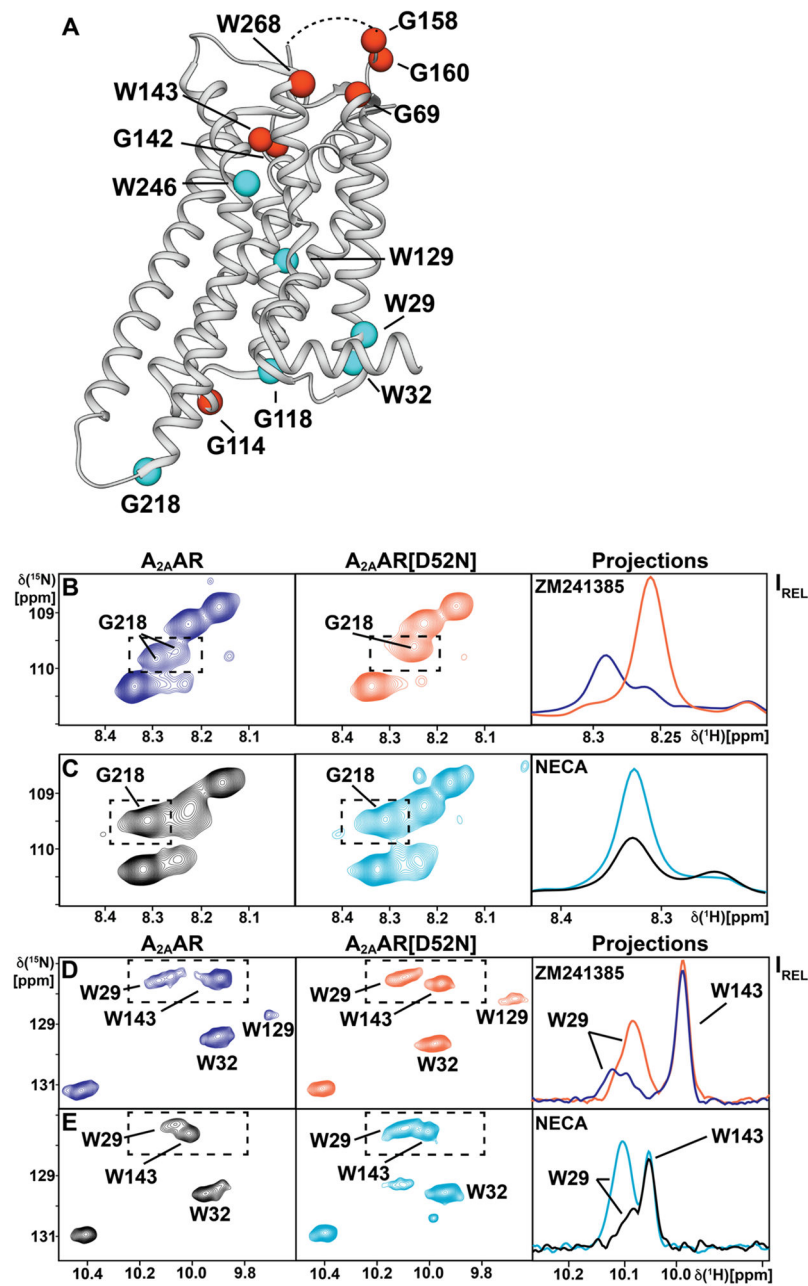 A
W268
G158
G160
W143
G69
G142
W246
W129
W29
W32
G118
G114
G218
A2AAR A2AAR[D52N] Projections
δ(15N) [ppm]
B
G218
G218
ZM241385
IREL
109
110
8.4 8.3 8.2 8.1 8.4 8.3 8.2 8.1 8.3 8.25 δ(1H)[ppm]
C
G218
G218
NECA
109
110
8.4 8.3 8.2 8.1 8.4 8.3 8.2 8.1 8.4 8.3 δ(1H)[ppm]
A2AAR A2AAR[D52N] Projections
δ(15N) [ppm]
D
ZM241385
IREL
W29
W143
W129
W32
W29
W143
W129
W32
W29
W143
129
131
E
W29
W143
W32
W29
W143
W32
NECA
W143
W29
129
131
10.4 10.2 10.0 9.8 10.4 10.2 10.0 9.8 10.2 10.1 10.0 δ(1H)[ppm]